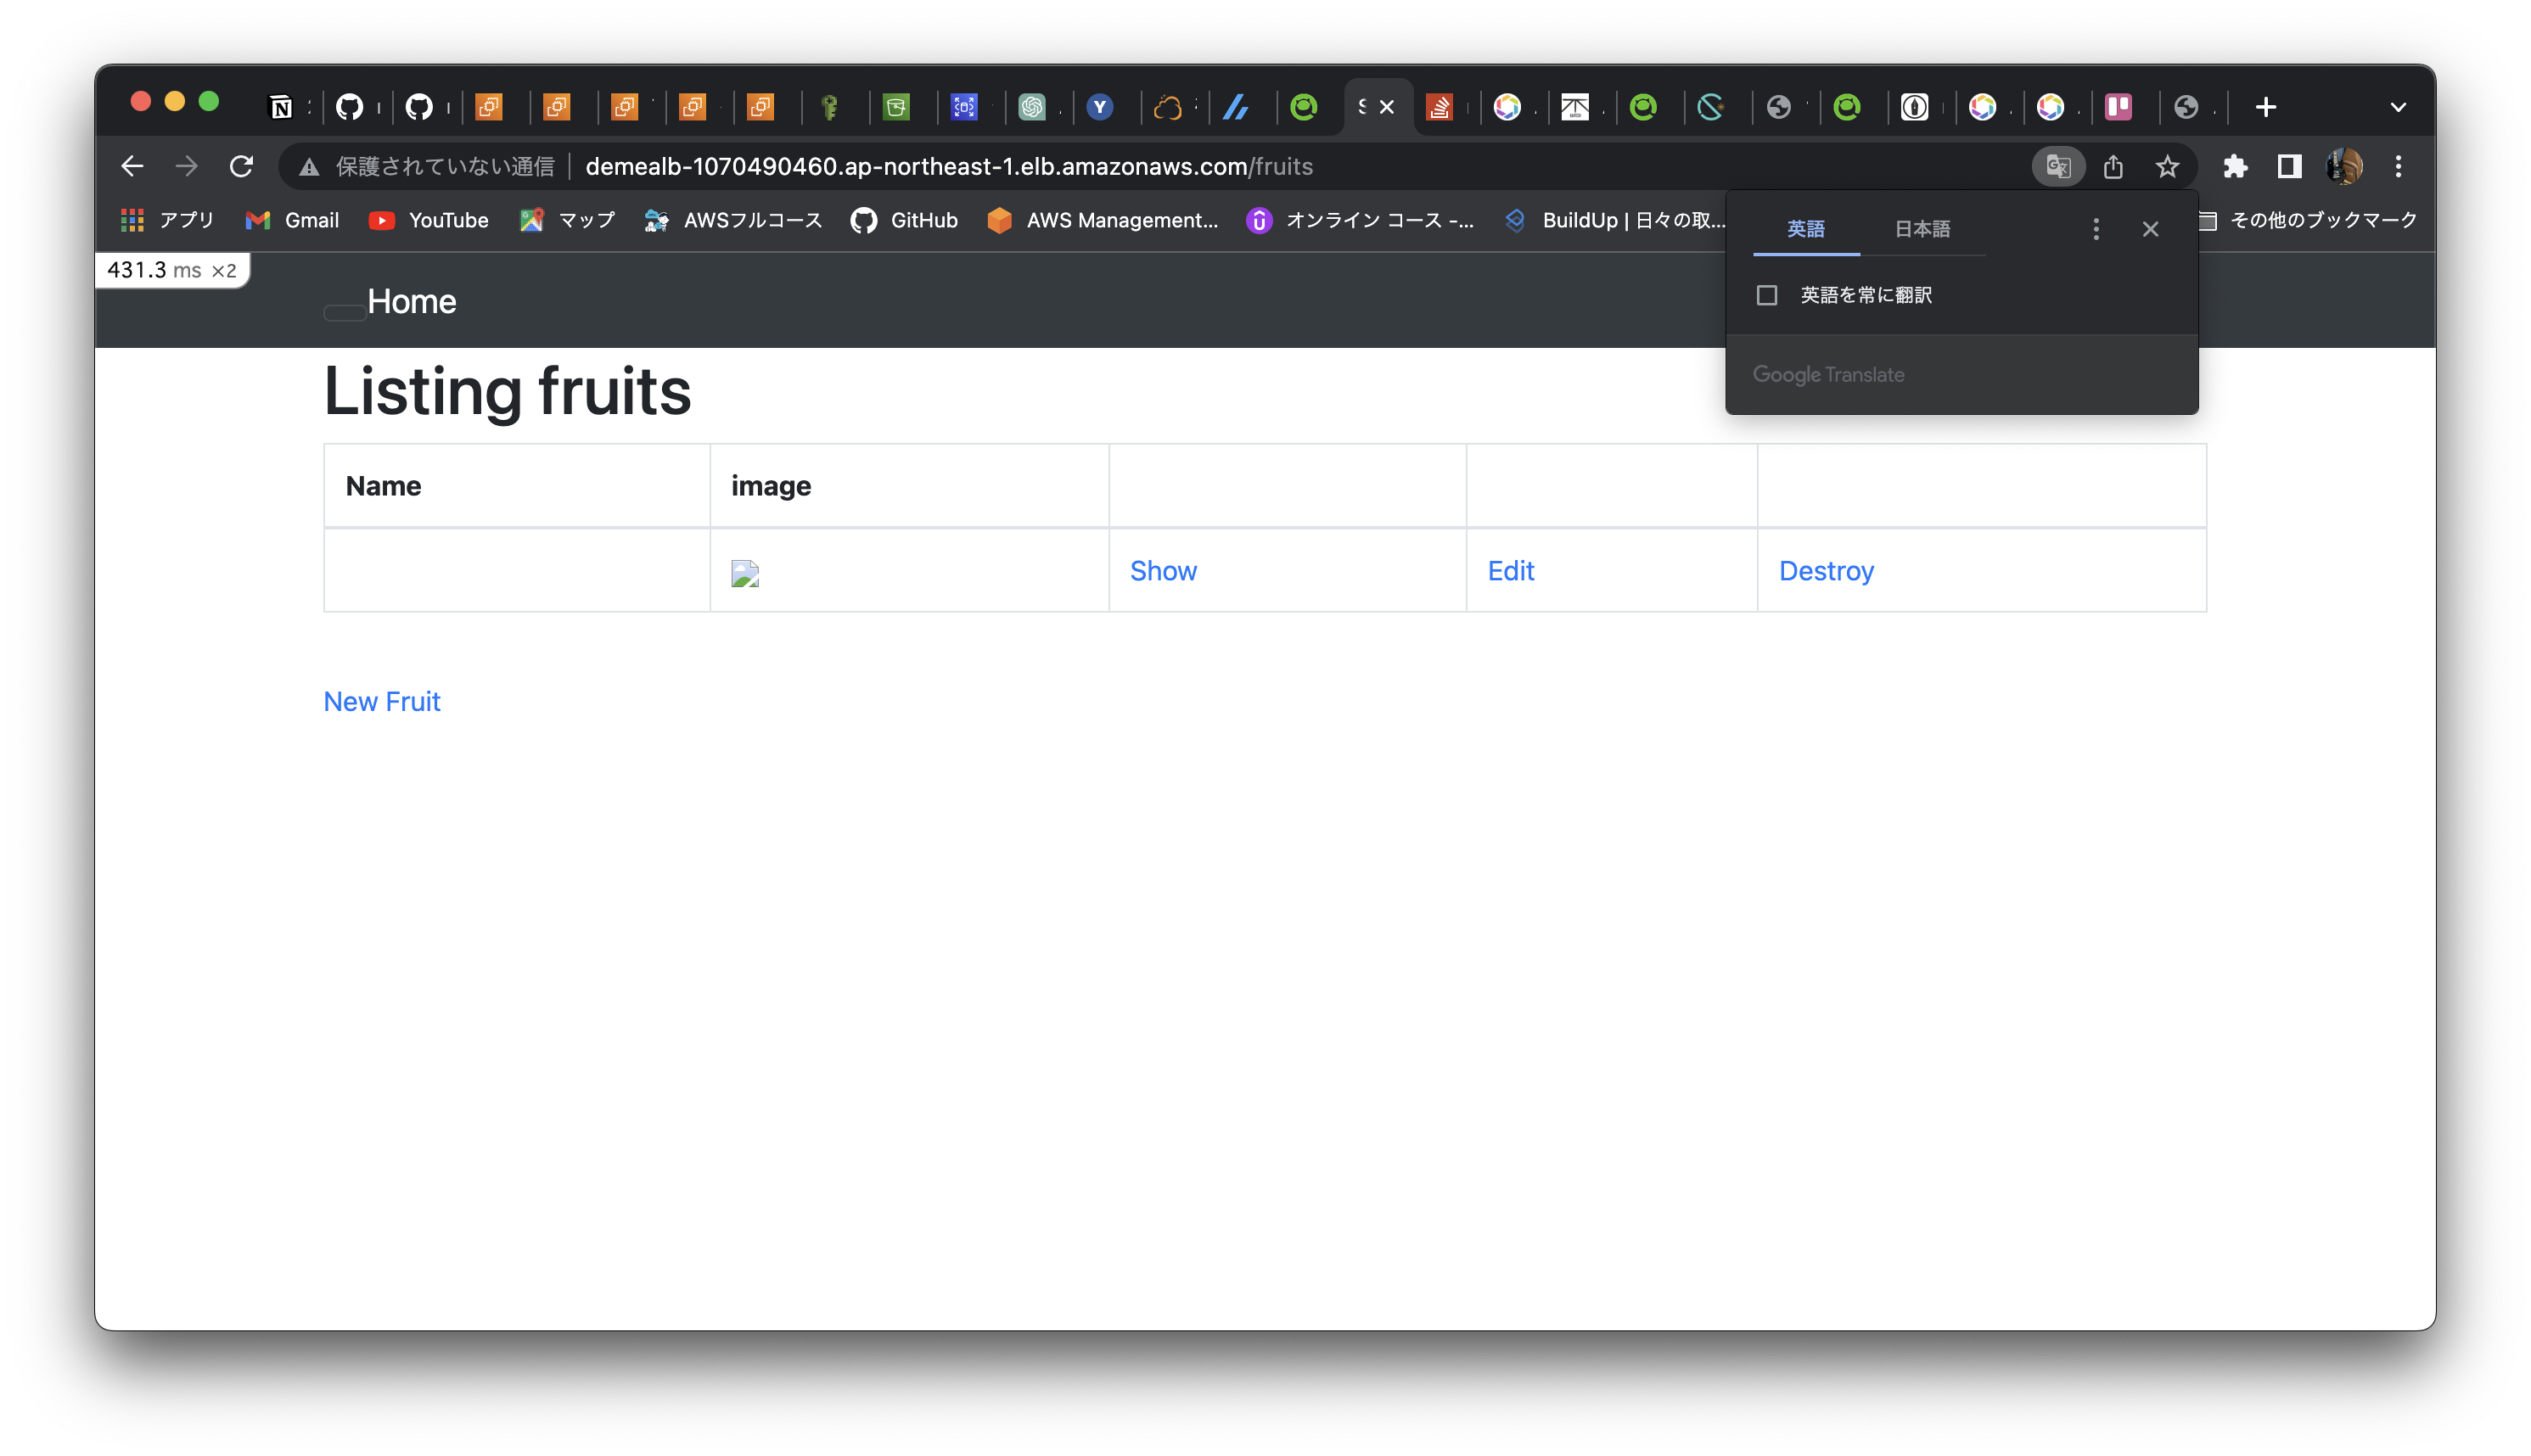 保護されていない通信 demealb-1070490460.ap-northeast-1.elb.amazonaws.com/fruits
アプリ Gmail YouTube マップ AWSフルコース GitHub AWS Management... オンライン コース -... BuildUp | 日々の取... その他のブックマーク
英語 日本語
英語を常に翻訳
Google Translate
431.3 ms ×2
Home
Listing fruits
Name image
Show Edit Destroy
New Fruit